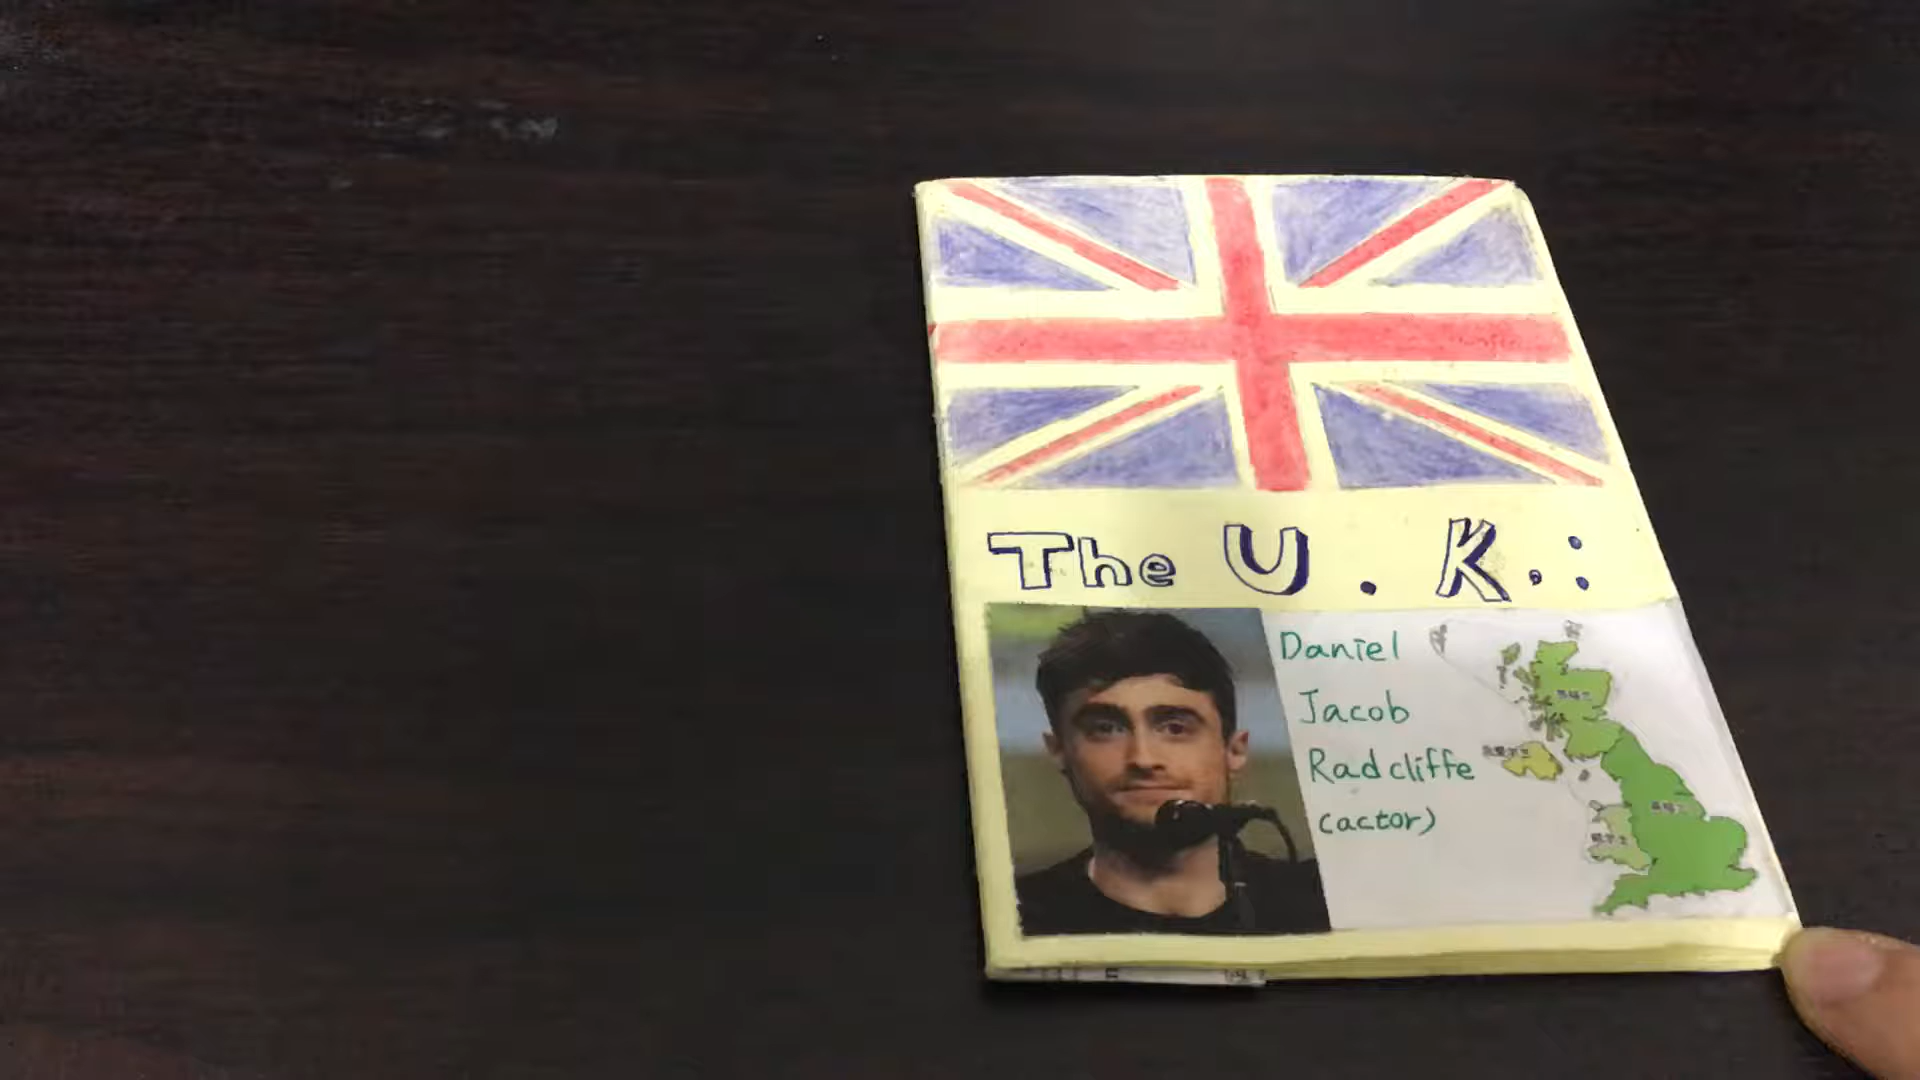 The U.K.:
Daniel
Jacob
Radcliffe
(actor)